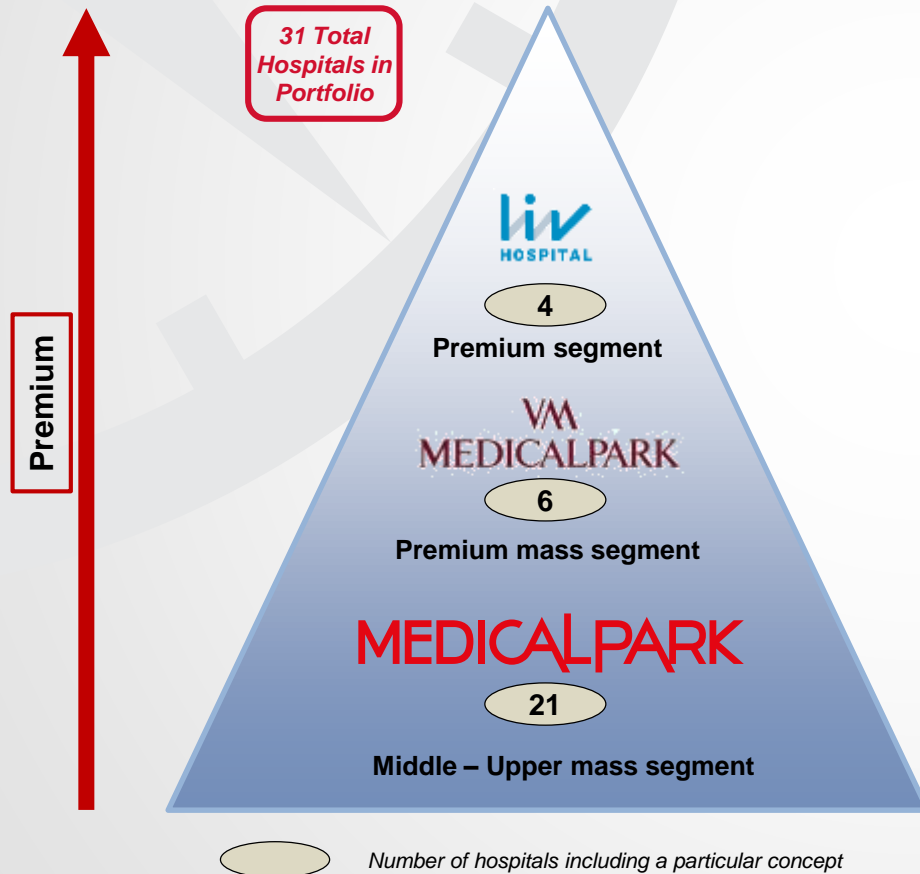 31 Total
Hospitals in
Portfolio
liv
HOSPITAL
4
Premium segment
Premium
VM
MEDICALPARK
6
Premium mass segment
MEDICALPARK
21
Middle – Upper mass segment
Number of hospitals including a particular concept